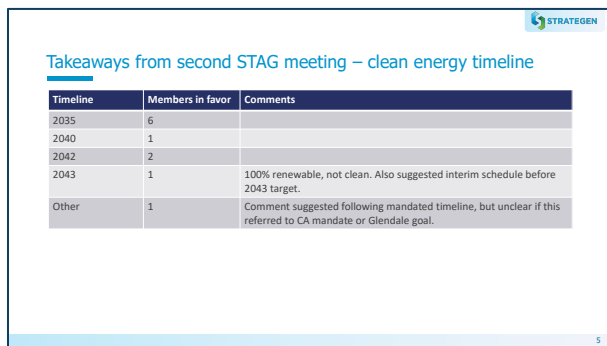 STRATEGEN
Takeaways from second STAG meeting – clean energy timeline
Timeline Members in favor Comments
2035 6
2040 1
2042 2
2043 1 100% renewable, not clean. Also suggested interim schedule before
2043 target.
Other 1 Comment suggested following mandated timeline, but unclear if this
referred to CA mandate or Glendale goal.
5